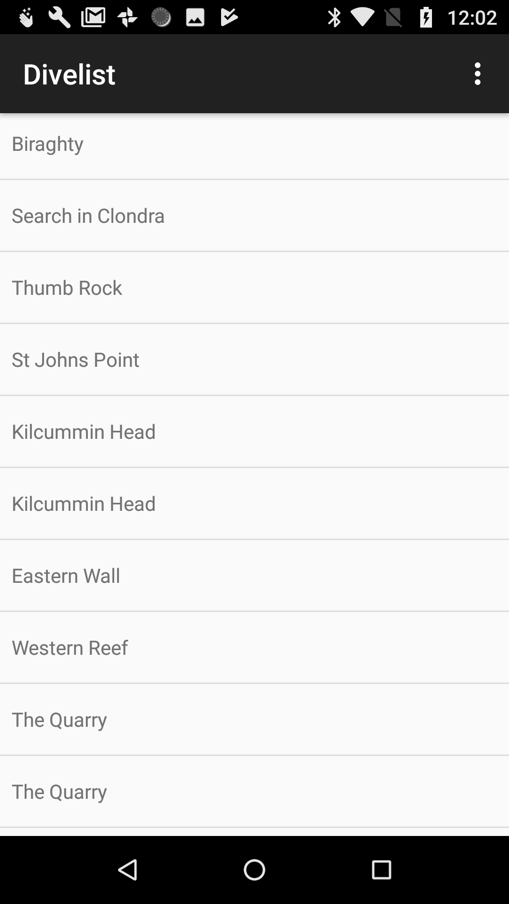 12:02
Divelist
Biraghty
Search in Clondra
Thumb Rock
St Johns Point
Kilcummin Head
Kilcummin Head
Eastern Wall
Western Reef
The Quarry
The Quarry